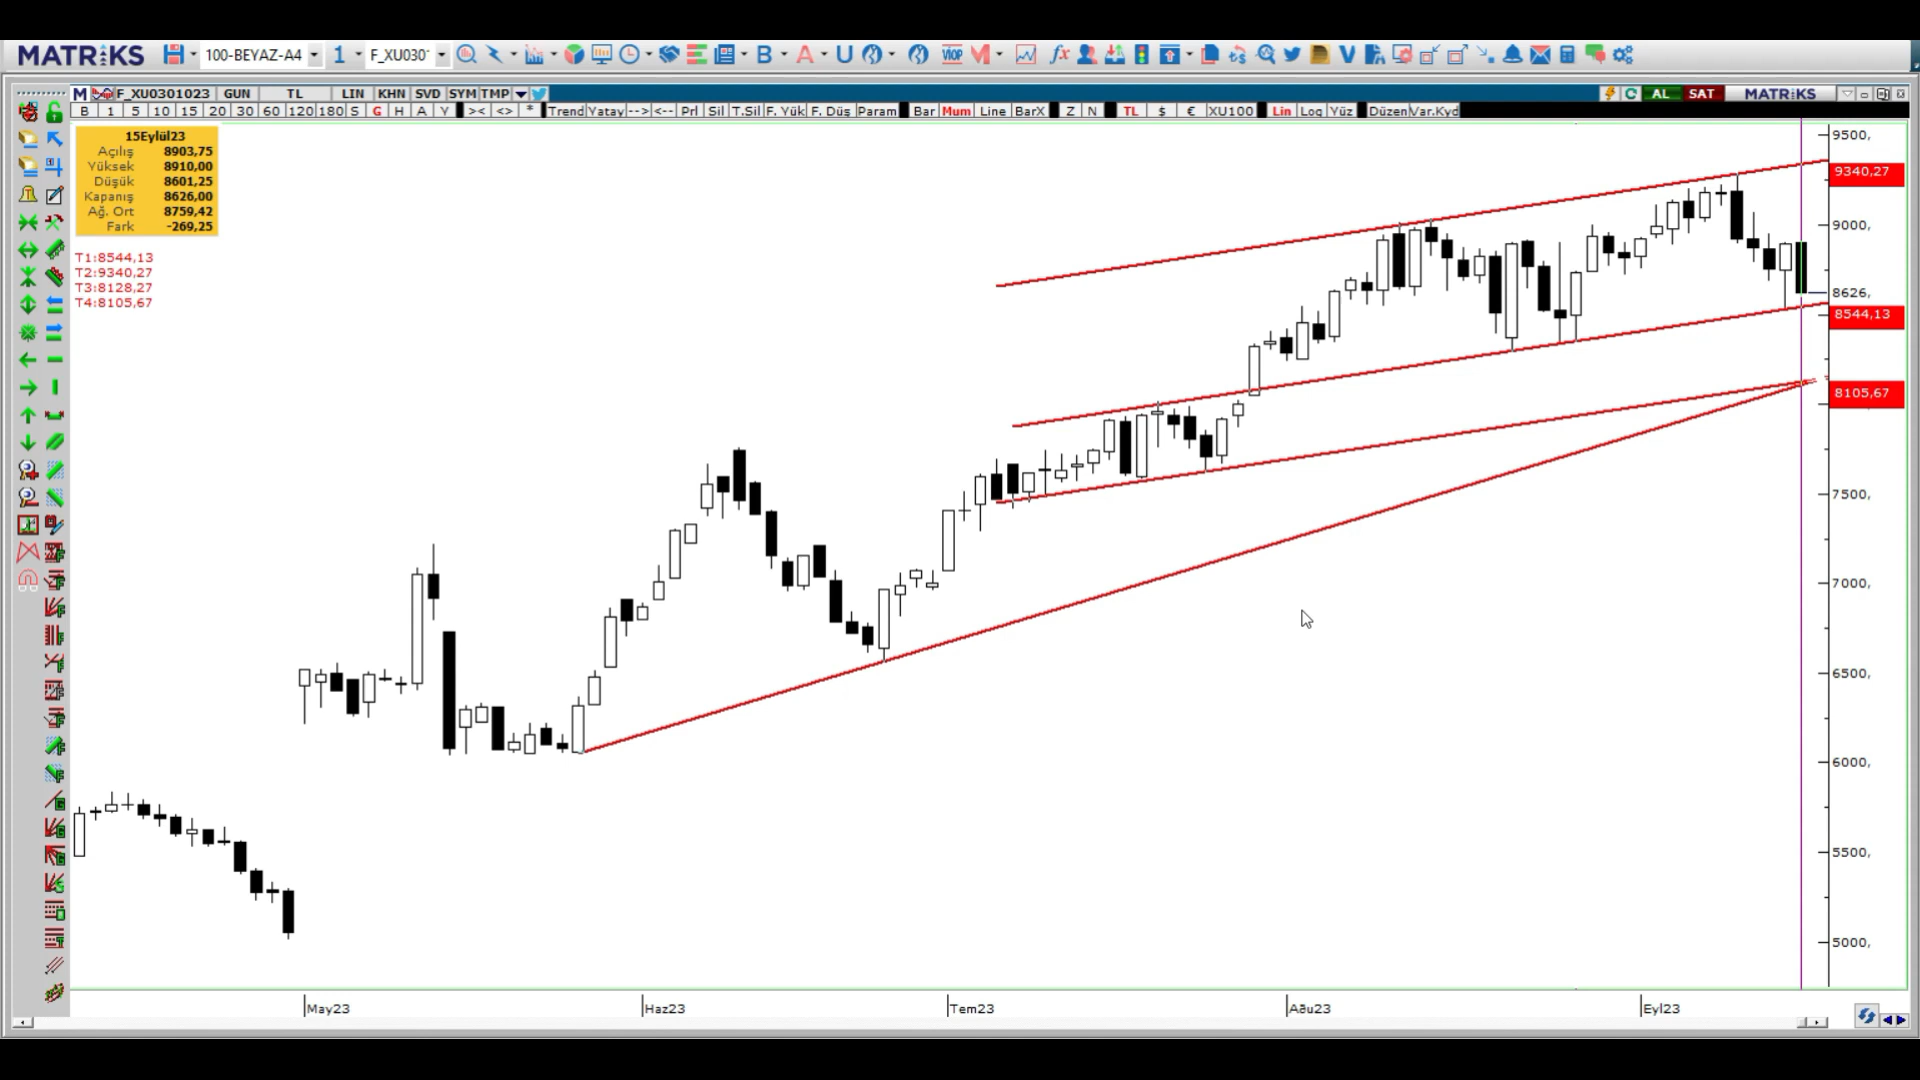 MATRiKS 100-BEYAZ-A4 1 F_XU030 B A U VIOP M fx V
M F_XU0301023 GUN TL LIN KHN SVD SYM TMP AL SAT MATRiKS
B 1 5 10 15 20 30 60 120 180 S G H A Y >< <> * Trend Yatay --> <-- Prl Sil T.Sil F. Yük F. Düş Param Bar Mum Line BarX Z N TL $ € XU100 Lin Log Yüz Düzen Var.Kyd
15Eylül23
Açılış 8903,75
Yüksek 8910,00
Düşük 8601,25
Kapanış 8626,00
Ağ. Ort 8759,42
Fark -269,25
T1:8544,13
T2:9340,27
T3:8128,27
T4:8105,67
9500,
9340,27
9000,
8626,
8544,13
8105,67
7500,
7000,
6500,
6000,
5500,
5000,
May23 Haz23 Tem23 Ağu23 Eyl23